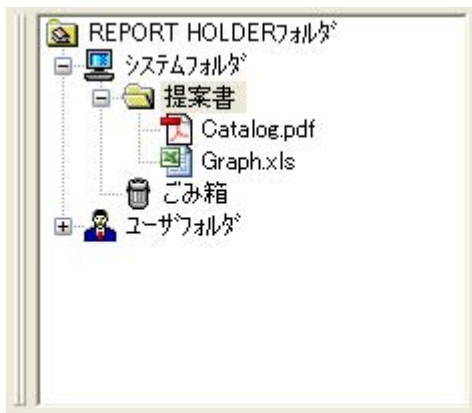 REPORT HOLDERフォルダ
システムフォルダ
提案書
Catalog.pdf
Graph.xls
ごみ箱
ユーザフォルダ